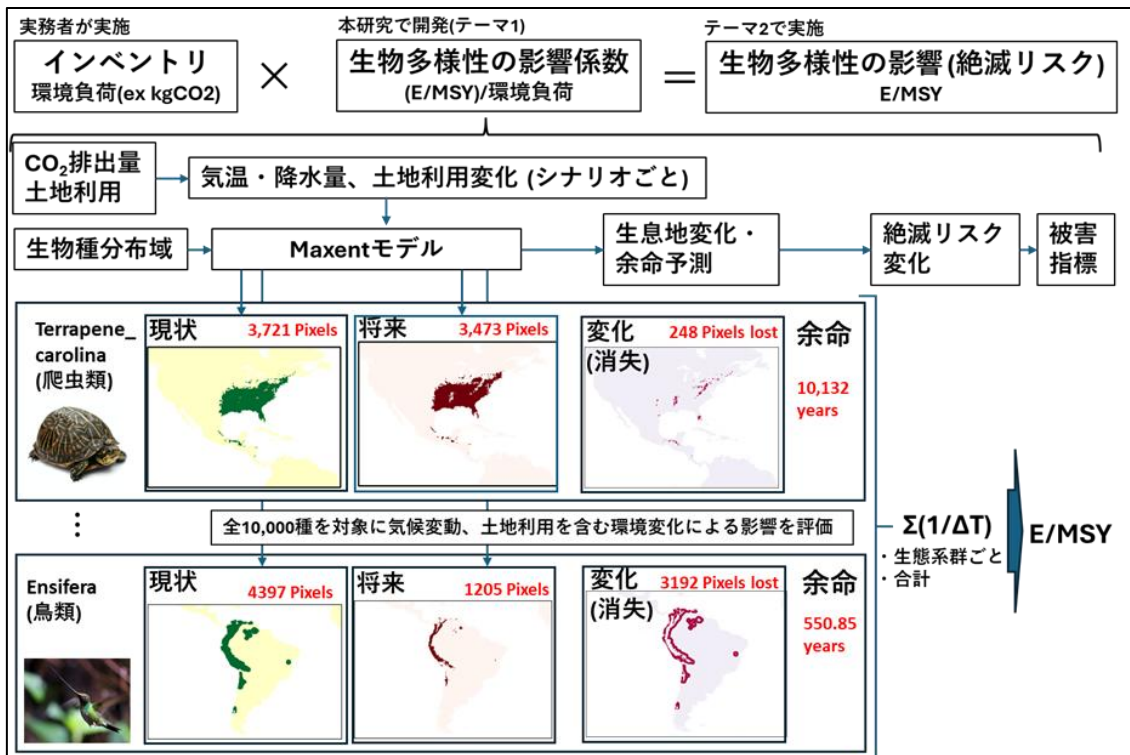 実務者が実施
インベントリ
環境負荷(ex kgCO2)
×
本研究で開発(テーマ1)
生物多様性の影響係数
(E/MSY)/環境負荷
=
テーマ2で実施
生物多様性の影響(絶滅リスク)
E/MSY
CO₂排出量
土地利用
気温・降水量、土地利用変化 (シナリオごと)
生物種分布域
Maxentモデル
生息地変化・
余命予測
絶滅リスク
変化
被害
指標
Terrapene_
carolina
(爬虫類)
現状
3,721 Pixels
将来
3,473 Pixels
変化
(消失)
248 Pixels lost
余命
10,132
years
⋮
全10,000種を対象に気候変動、土地利用を含む環境変化による影響を評価
Σ(1/ΔT)
・生態系群ごと
・合計
E/MSY
Ensifera
(鳥類)
現状
4397 Pixels
将来
1205 Pixels
変化
(消失)
3192 Pixels lost
余命
550.85
years